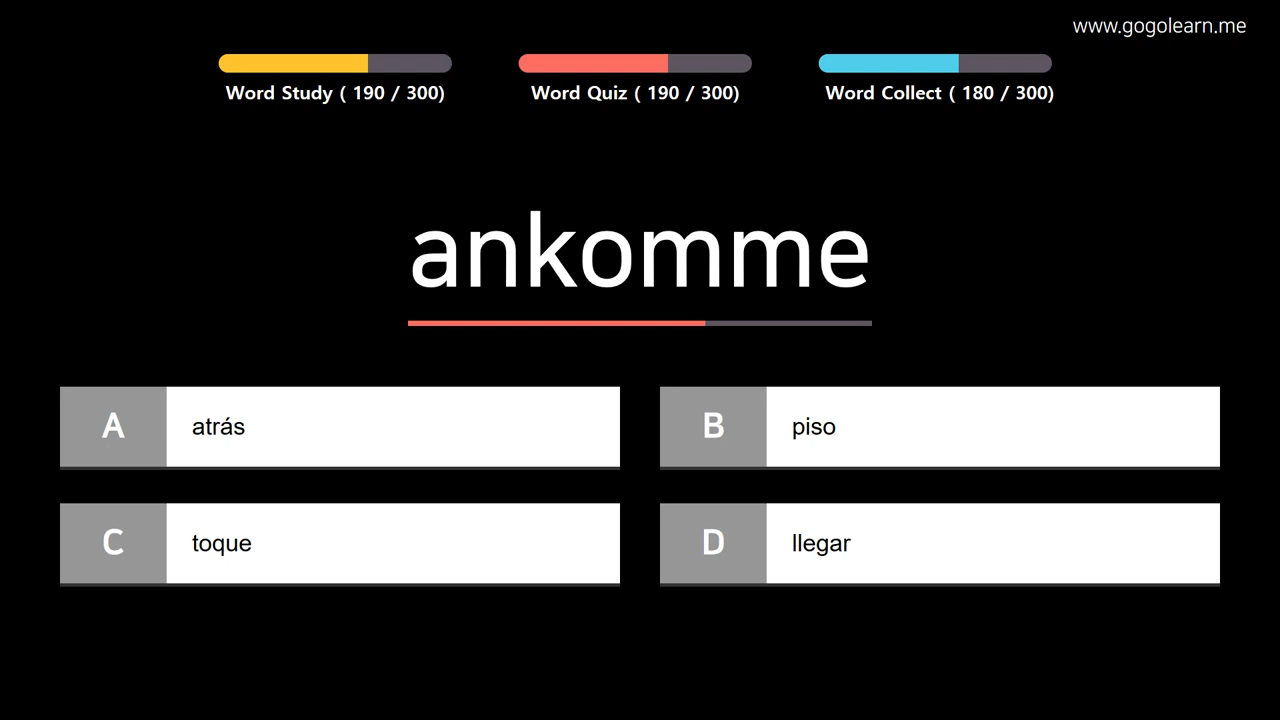 www.gogolearn.me
Word Study ( 190 / 300)
Word Quiz ( 190 / 300)
Word Collect ( 180 / 300)
ankomme
A atrás
B piso
C toque
D llegar